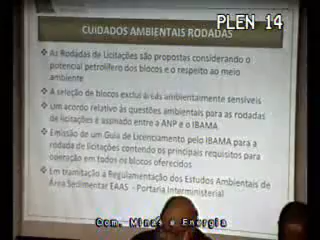 PLEN 14
CUIDADOS AMBIENTAIS RODADAS
As Rodadas de Licitações são propostas considerando o
potencial petrolífero dos blocos e o respeito ao meio
ambiente
A seleção de blocos exclui áreas ambientalmente sensíveis
Um acordo relativo às questões ambientais para as rodadas
de licitações é assinado entre a ANP e o IBAMA
Emissão de um Guia de Licenciamento pelo IBAMA para a
rodada de licitações contendo os principais requisitos para
operação em todos os blocos oferecidos
Em tramitação a Regulamentação dos Estudos Ambientais de
Área Sedimentar EAAS - Portaria Interministerial
Com. Minas e Energia